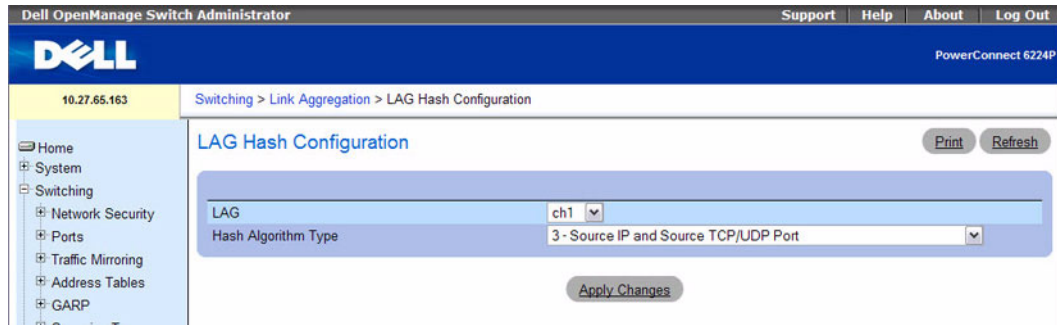 Dell OpenManage Switch Administrator
Support | Help | About | Log Out
DELL
PowerConnect 6224P
10.27.65.163
Switching > Link Aggregation > LAG Hash Configuration
Home
System
Switching
Network Security
Ports
Traffic Mirroring
Address Tables
GARP
LAG Hash Configuration
Print
Refresh
LAG
ch1
Hash Algorithm Type
3 - Source IP and Source TCP/UDP Port
Apply Changes